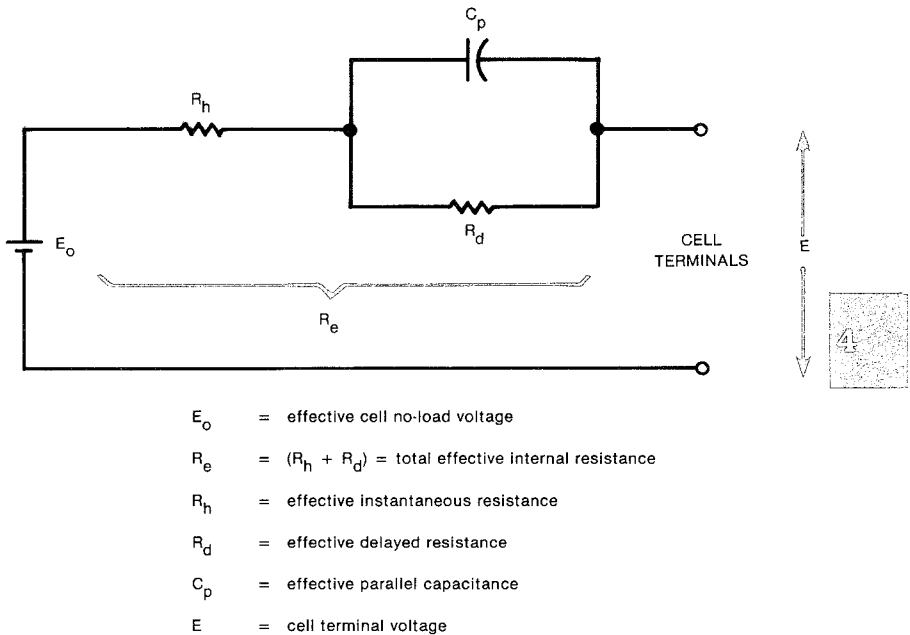 Cp
Rh
Rd
Eo
CELL
TERMINALS
E
Re
4
Eo = effective cell no-load voltage
Re = (Rh + Rd) = total effective internal resistance
Rh = effective instantaneous resistance
Rd = effective delayed resistance
Cp = effective parallel capacitance
E = cell terminal voltage